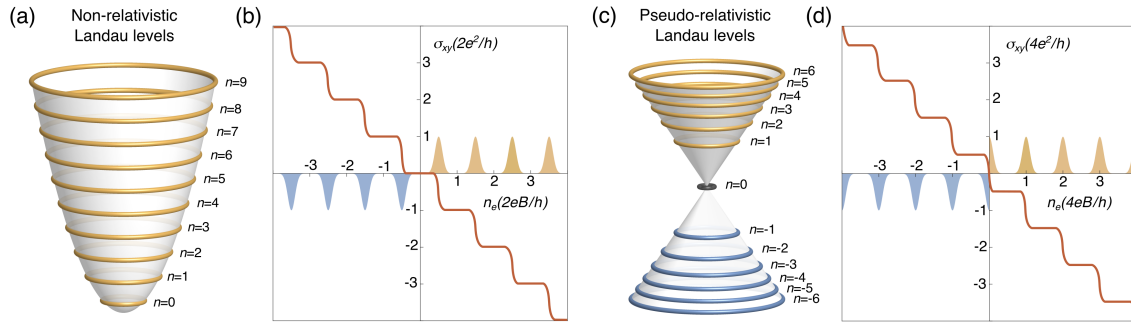 (a)
Non-relativistic
Landau levels
n=9
n=8
n=7
n=6
n=5
n=4
n=3
n=2
n=1
n=0
(b)
σxy(2e²/h)
3
2
1
-3 -2 -1
1 2 3
ne(2eB/h)
-1
-2
-3
(c)
Pseudo-relativistic
Landau levels
n=6
n=5
n=4
n=3
n=2
n=1
n=0
n=-1
n=-2
n=-3
n=-4
n=-5
n=-6
(d)
σxy(4e²/h)
3
2
1
-3 -2 -1
1 2 3
ne(4eB/h)
-1
-2
-3